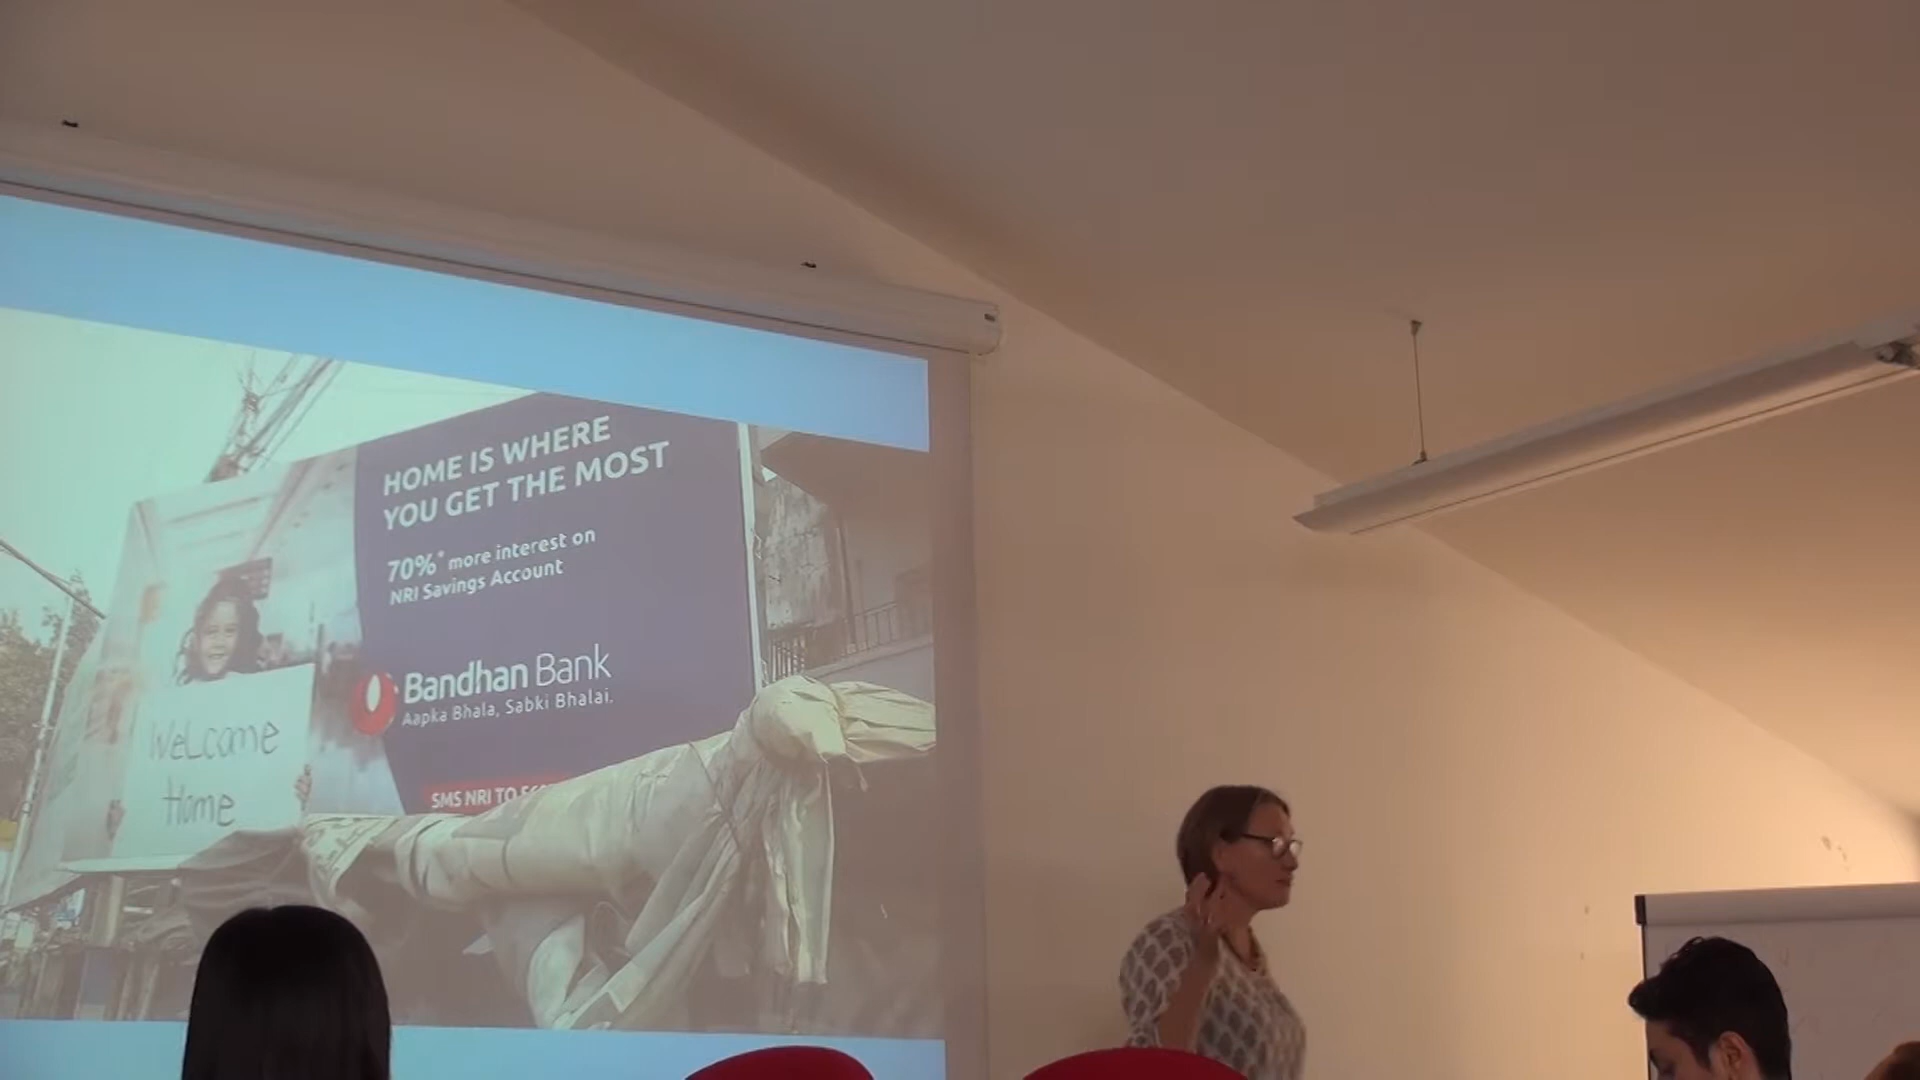 HOME IS WHERE
YOU GET THE MOST
70%* more interest on
NRI Savings Account
Bandhan Bank
Aapka Bhala, Sabki Bhalai.
SMS NRI TO
Welcome
Home